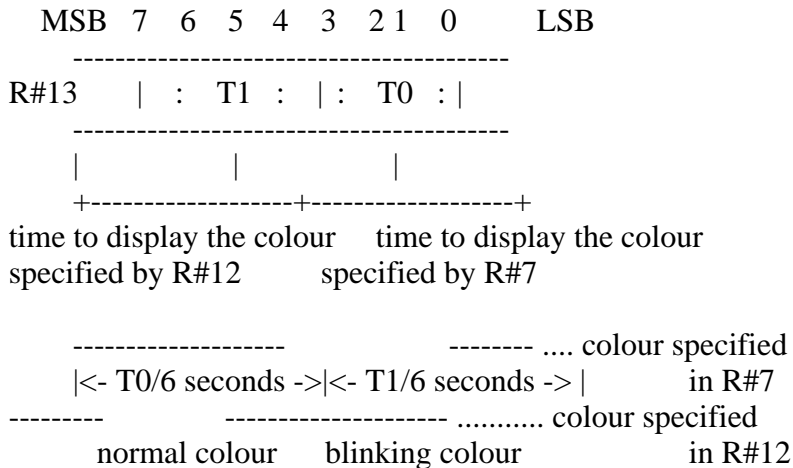 MSB 7 6 5 4 3 2 1 0 LSB
-----------------------------------------
R#13 | : T1 : | : T0 : |
-----------------------------------------
| | |
+-------------------+-------------------+
time to display the colour time to display the colour
specified by R#12 specified by R#7
-------------------- -------- .... colour specified
|<- T0/6 seconds ->|<- T1/6 seconds -> | in R#7
--------- --------------------- ........... colour specified
normal colour blinking colour in R#12